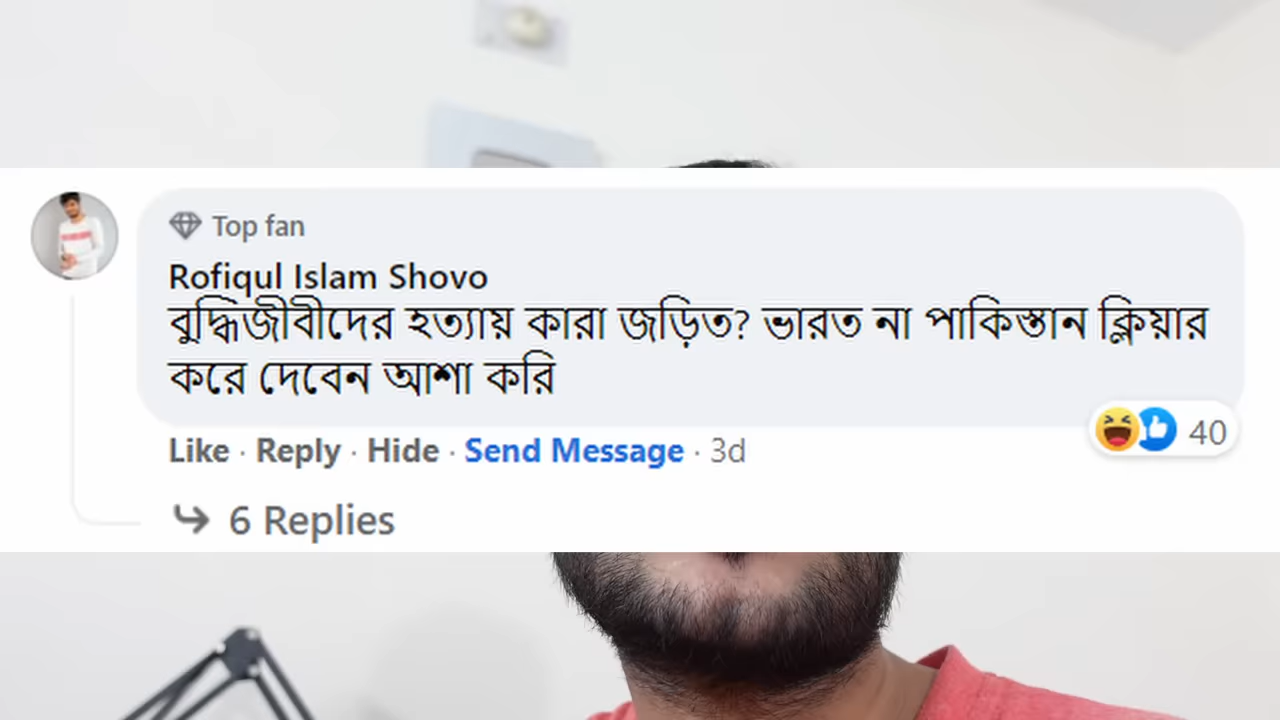 Top fan
Rofiqul Islam Shovo
বুদ্ধিজীবীদের হত্যায় কারা জড়িত? ভারত না পাকিস্তান ক্লিয়ার
করে দেবেন আশা করি
Like · Reply · Hide · Send Message · 3d
40
6 Replies